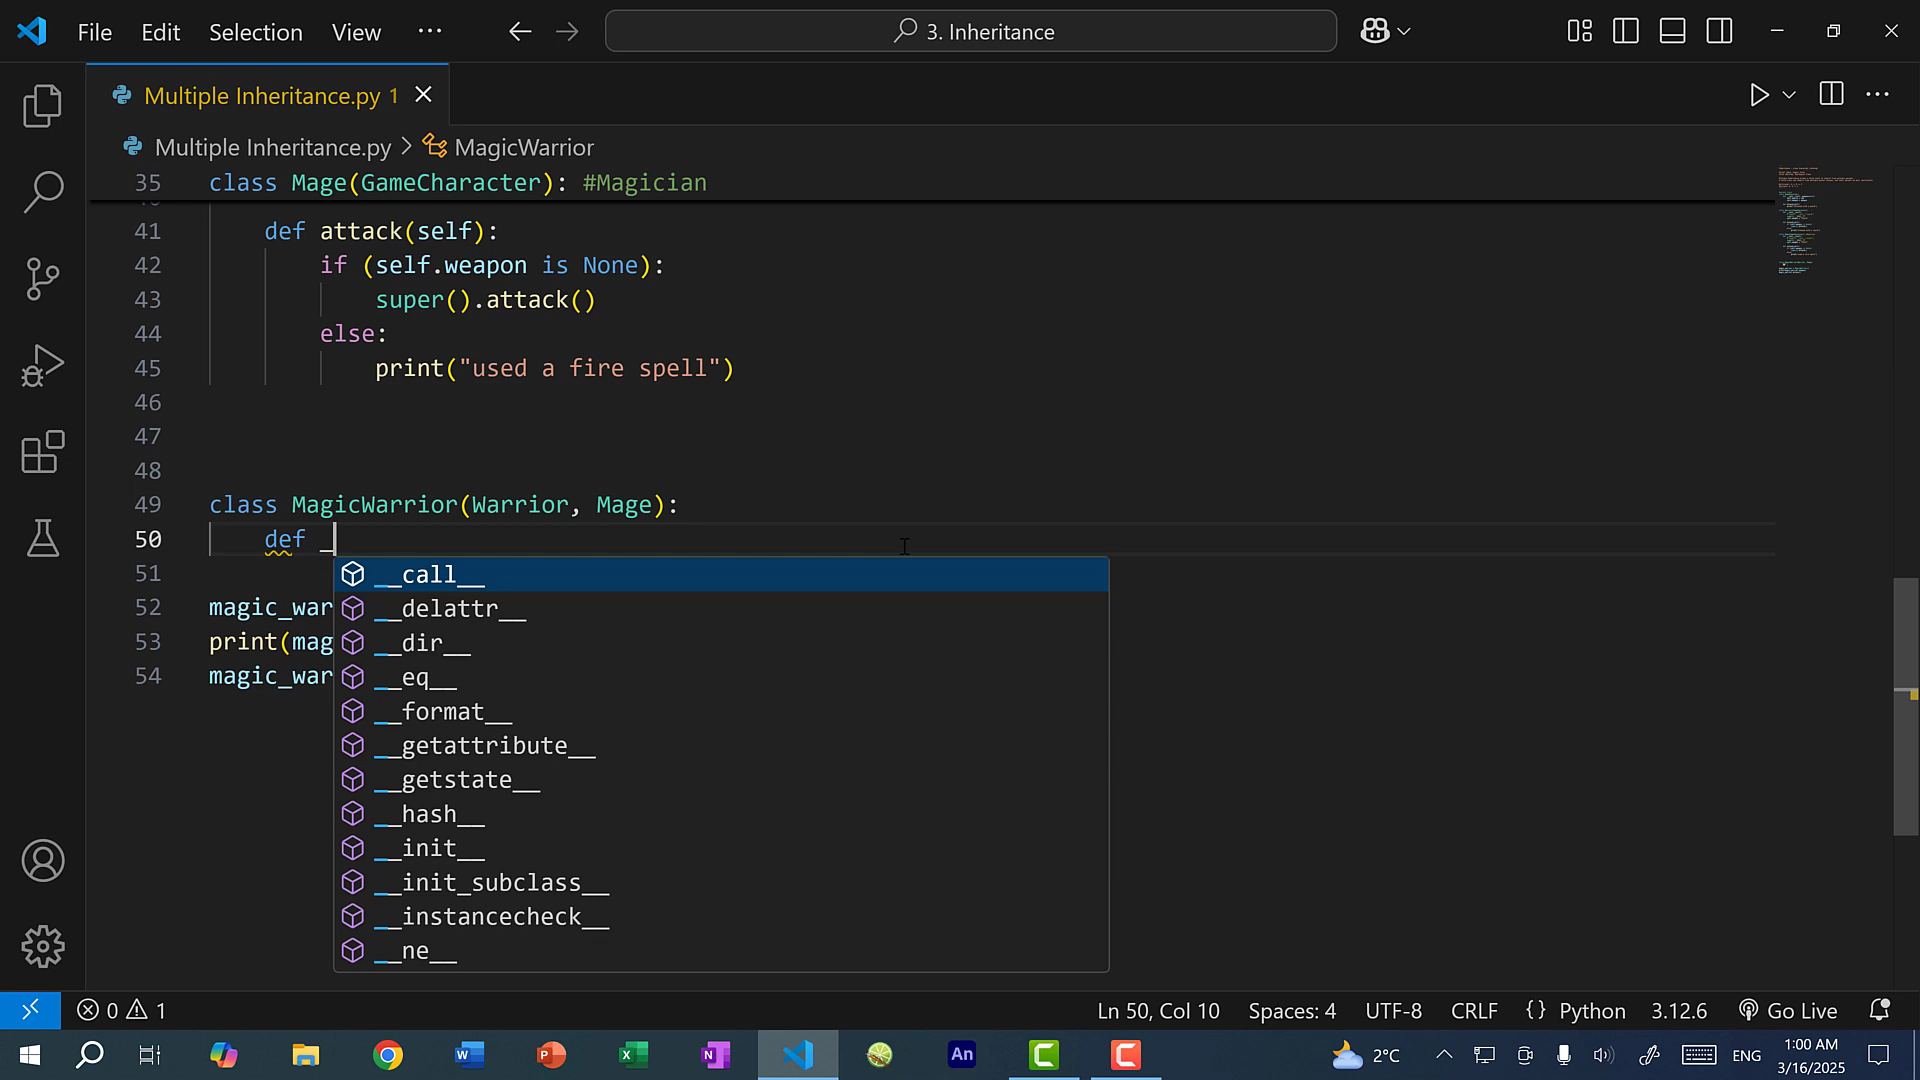 File Edit Selection View ··· 3. Inheritance
Multiple Inheritance.py 1
Multiple Inheritance.py > MagicWarrior
35 class Mage(GameCharacter): #Magician
41 def attack(self):
42 if (self.weapon is None):
43 super().attack()
44 else:
45 print("used a fire spell")
46
47
48
49 class MagicWarrior(Warrior, Mage):
50 def _
51 __call__
__delattr__
52 magic_war
__dir__
53 print(mag
__eq__
54 magic_war
__format__
__getattribute__
__getstate__
__hash__
__init__
__init_subclass__
__instancecheck__
__ne__
0 1 Ln 50, Col 10 Spaces: 4 UTF-8 CRLF {} Python 3.12.6 Go Live
2°C ENG 1:00 AM
3/16/2025